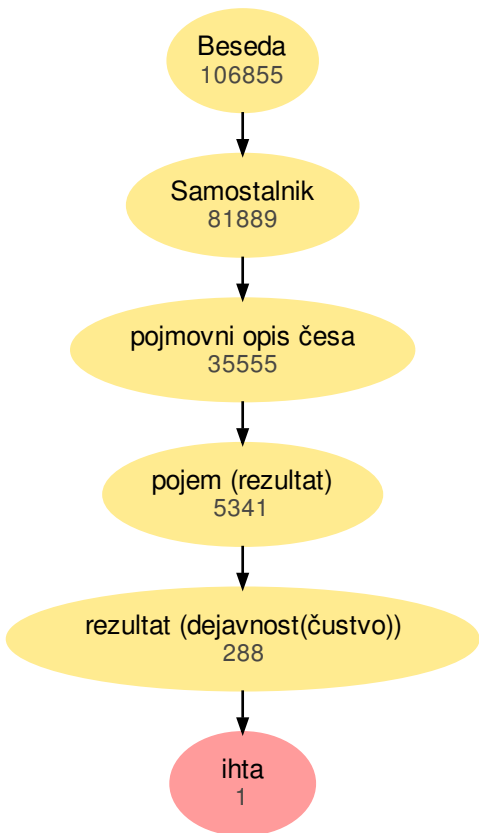 Beseda
106855
Samostalnik
81889
pojmovni opis česa
35555
pojem (rezultat)
5341
rezultat (dejavnost(čustvo))
288
ihta
1